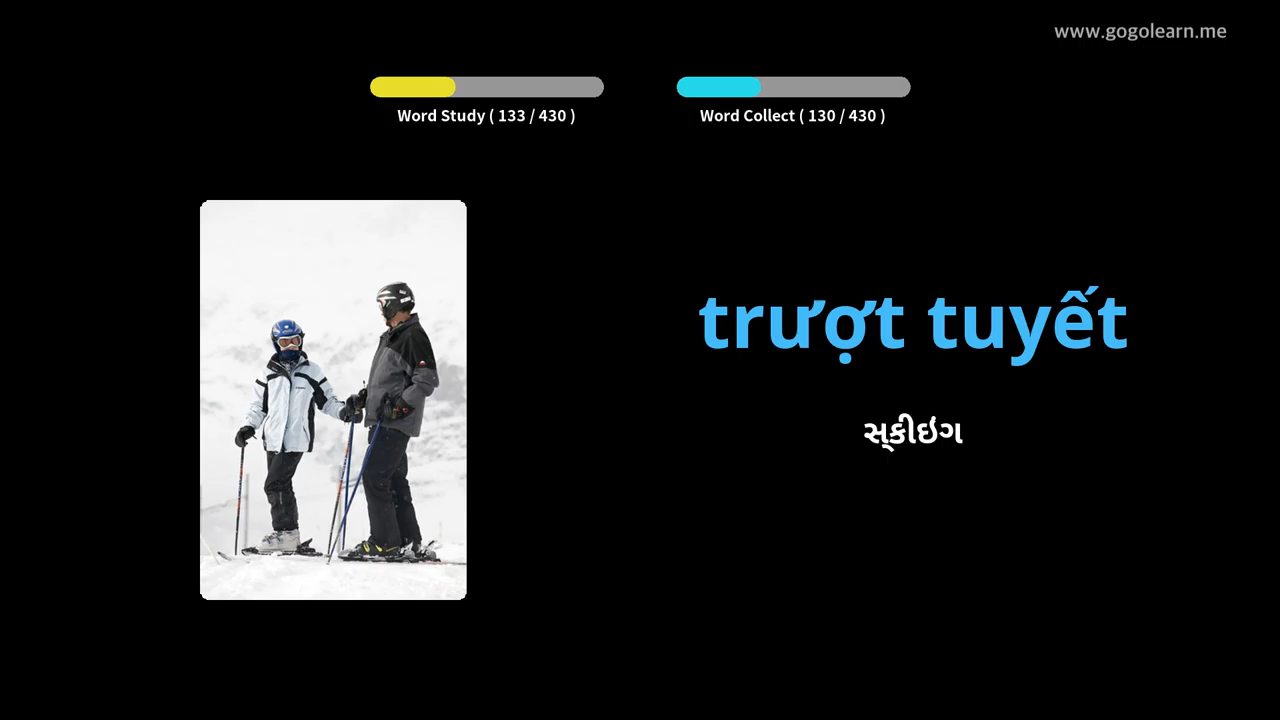 www.gogolearn.me
Word Study ( 133 / 430 )
Word Collect ( 130 / 430 )
trượt tuyết
સ્કીઇંગ